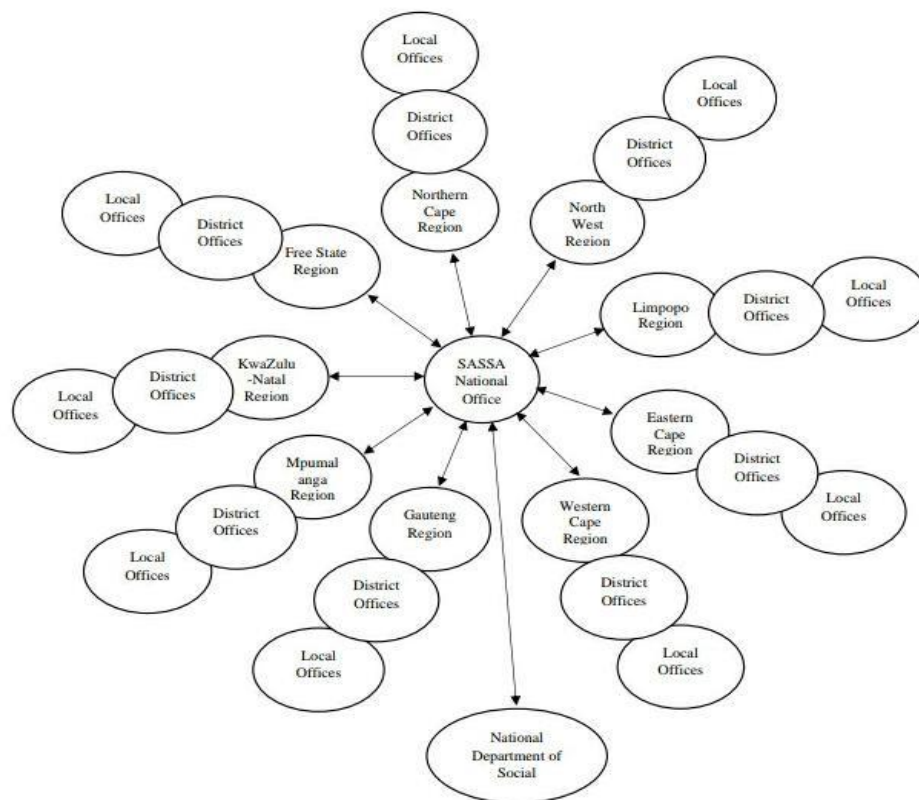 Local
Offices
District
Offices
Northern
Cape
Region
Local
Offices
District
Offices
North
West
Region
Local
Offices
District
Offices
Free State
Region
Local
Offices
District
Offices
Limpopo
Region
SASSA
National
Office
KwaZulu
-Natal
Region
District
Offices
Local
Offices
Eastern
Cape
Region
District
Offices
Local
Offices
Mpumal
anga
Region
District
Offices
Local
Offices
Gauteng
Region
District
Offices
Local
Offices
Western
Cape
Region
District
Offices
Local
Offices
National
Department of
Social